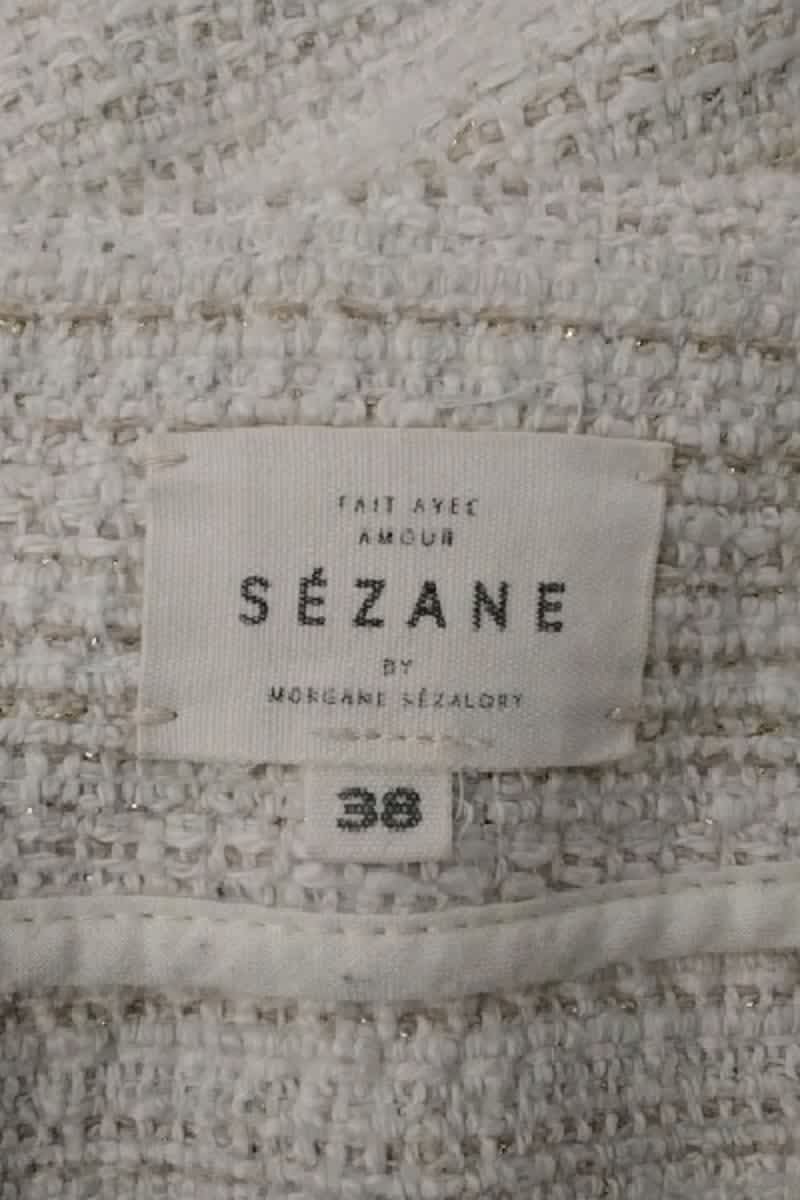 FAIT AVEC
AMOUR
SÉZANE
BY
MORGANE SÉZALORY
38